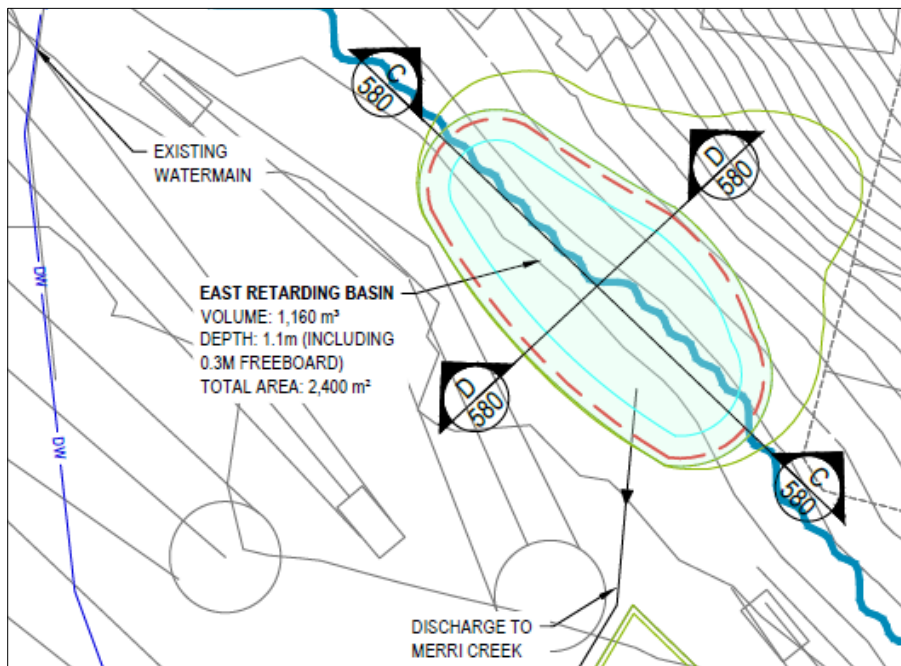 C
580
EXISTING
WATERMAIN
D
580
DW
EAST RETARDING BASIN
VOLUME: 1,160 m³
DEPTH: 1.1m (INCLUDING
0.3M FREEBOARD)
TOTAL AREA: 2,400 m²
D
580
DW
C
580
DISCHARGE TO
MERRI CREEK